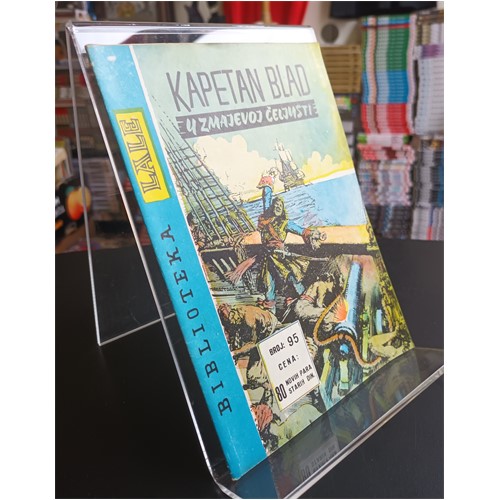 KAPETAN BLAD
U ZMAJEVOJ ČELJUSTI
BIBLIOTEKA LALE
BROJ: 95
CENA:
80 NOVIH PARA
STARIH DIN.